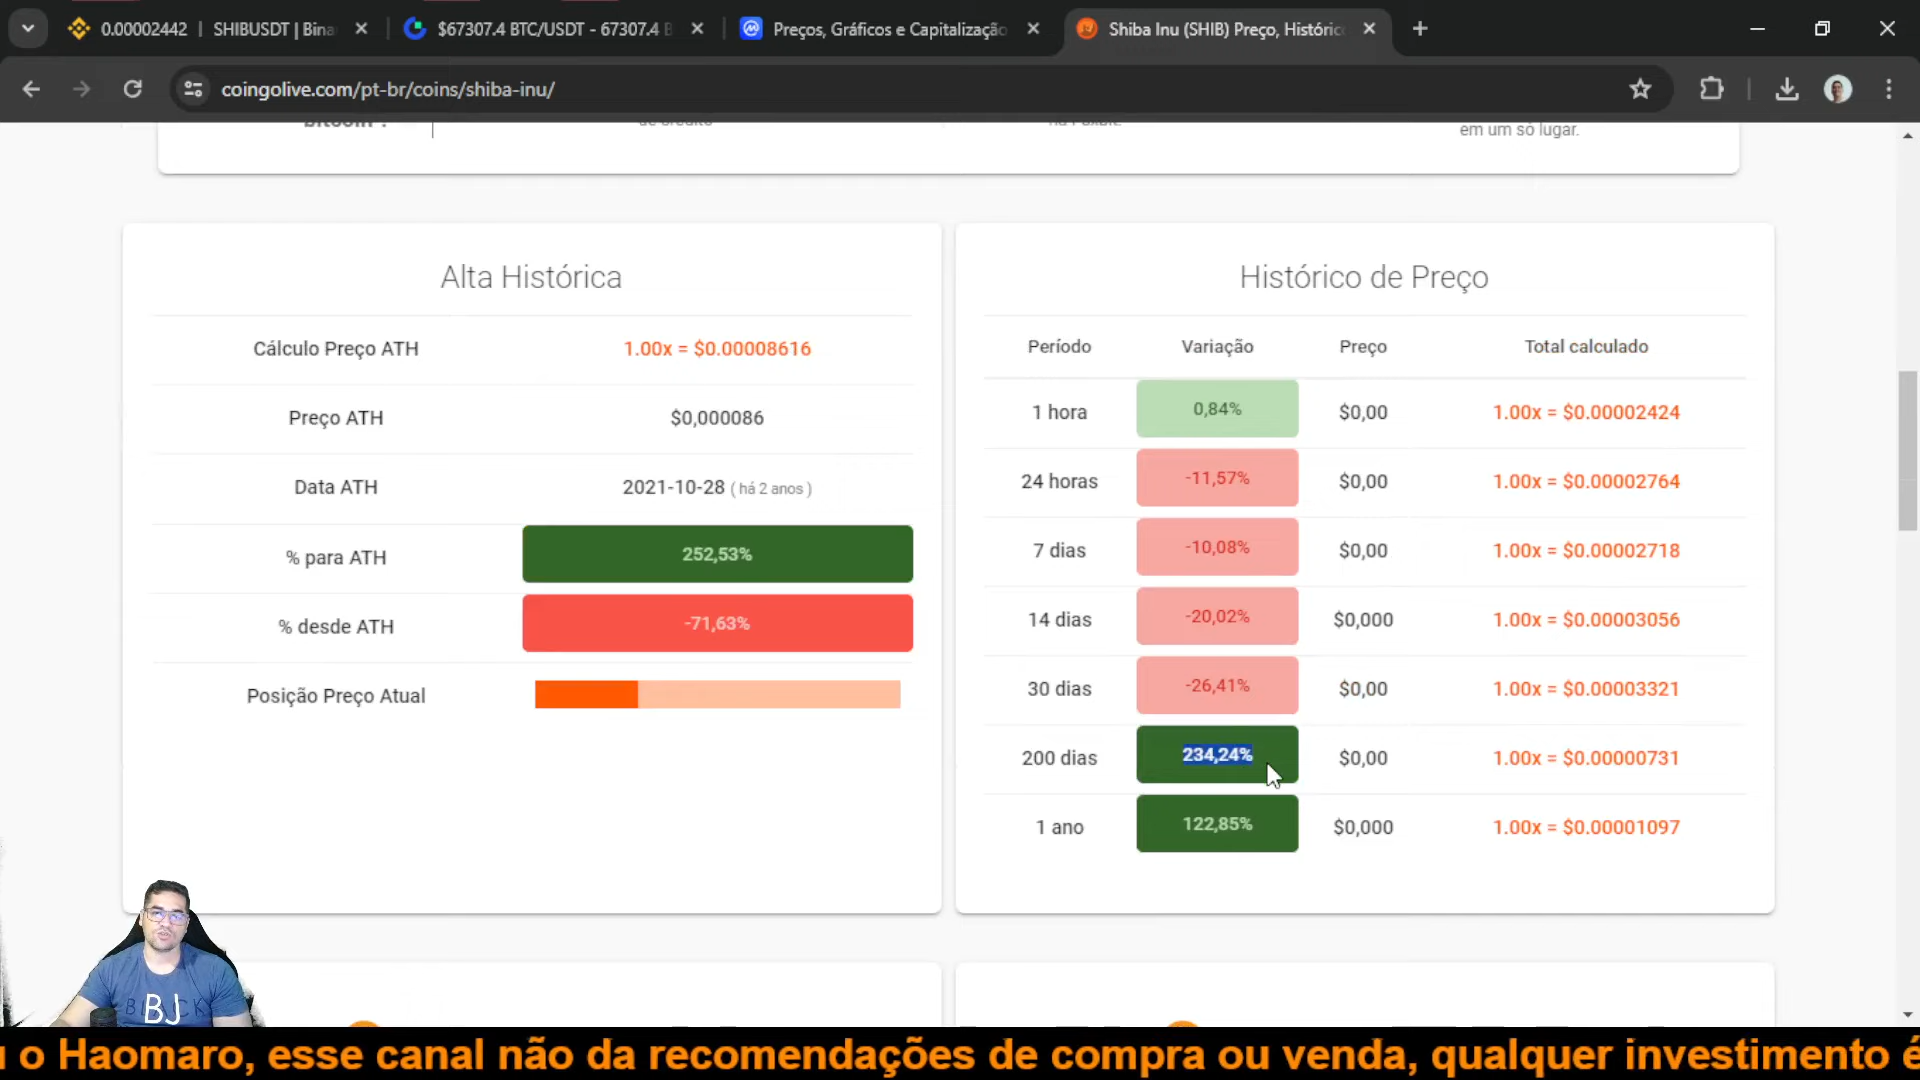 0.00002442 | SHIBUSDT | Bina
$67307.4 BTC/USDT - 67307.4 B
Preços, Gráficos e Capitalização
Shiba Inu (SHIB) Preço, Históric
coingolive.com/pt-br/coins/shiba-inu/
em um só lugar.
Alta Histórica
Cálculo Preço ATH 1.00x = $0.00008616
Preço ATH $0,000086
Data ATH 2021-10-28 ( há 2 anos )
% para ATH 252,53%
% desde ATH -71,63%
Posição Preço Atual
Histórico de Preço
Período Variação Preço Total calculado
1 hora 0,84% $0,00 1.00x = $0.00002424
24 horas -11,57% $0,00 1.00x = $0.00002764
7 dias -10,08% $0,00 1.00x = $0.00002718
14 dias -20,02% $0,000 1.00x = $0.00003056
30 dias -26,41% $0,00 1.00x = $0.00003321
200 dias 234,24% $0,00 1.00x = $0.00000731
1 ano 122,85% $0,000 1.00x = $0.00001097
BJ
o Haomaro, esse canal não da recomendações de compra ou venda, qualquer investimento é